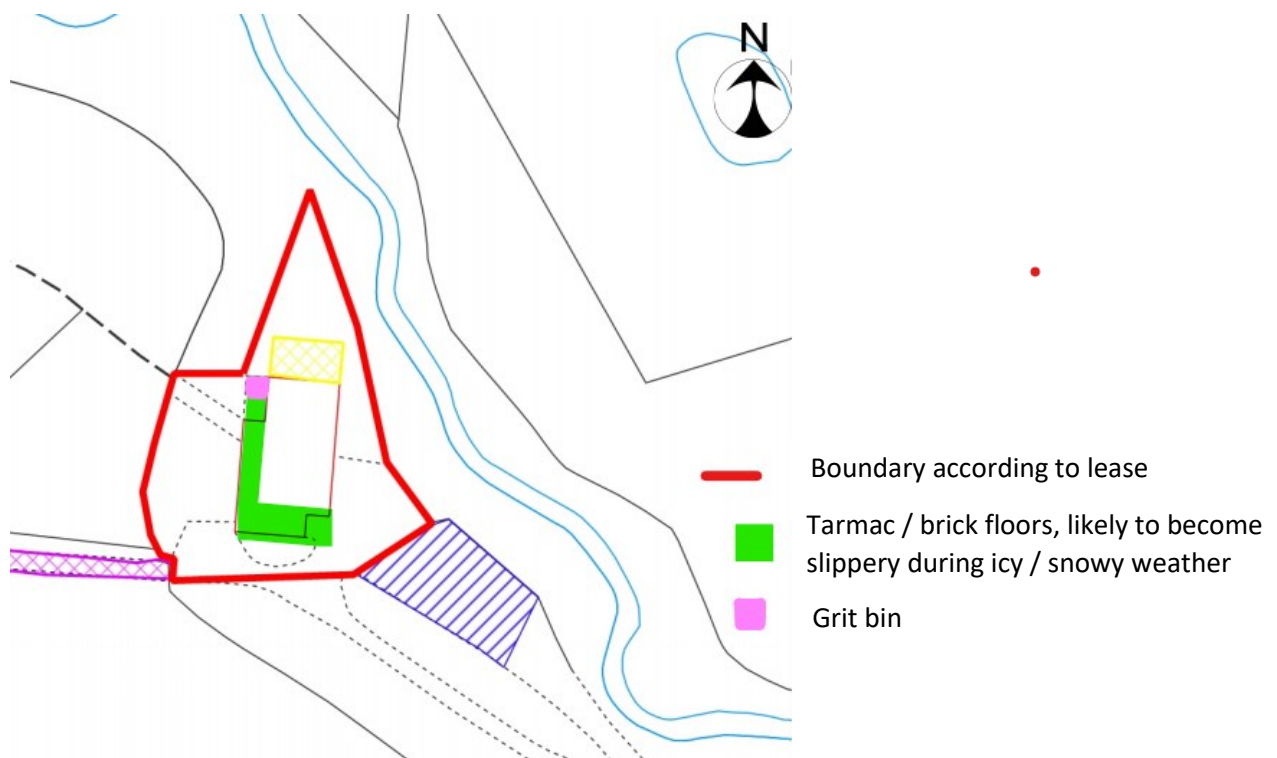 N
Boundary according to lease
Tarmac / brick floors, likely to become
slippery during icy / snowy weather
Grit bin